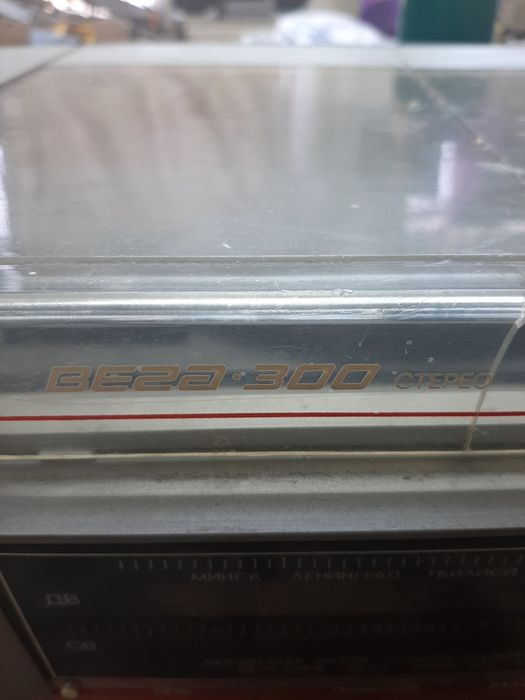 Вега·300 СТЕРЕО
МИНСК ЛЕНИНГРАД ТБИЛИСИ
ДВ
СВ